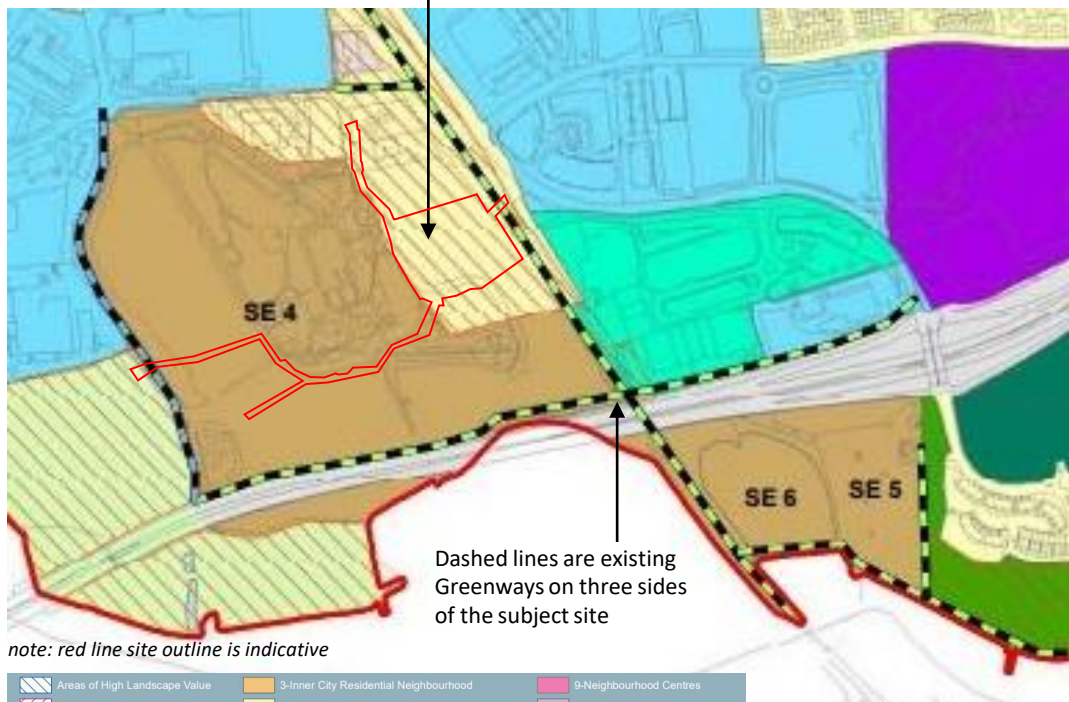 SE 4
SE 6
SE 5
Dashed lines are existing
Greenways on three sides
of the subject site
note: red line site outline is indicative
Areas of High Landscape Value
3-Inner City Residential Neighbourhood
9-Neighbourhood Centres